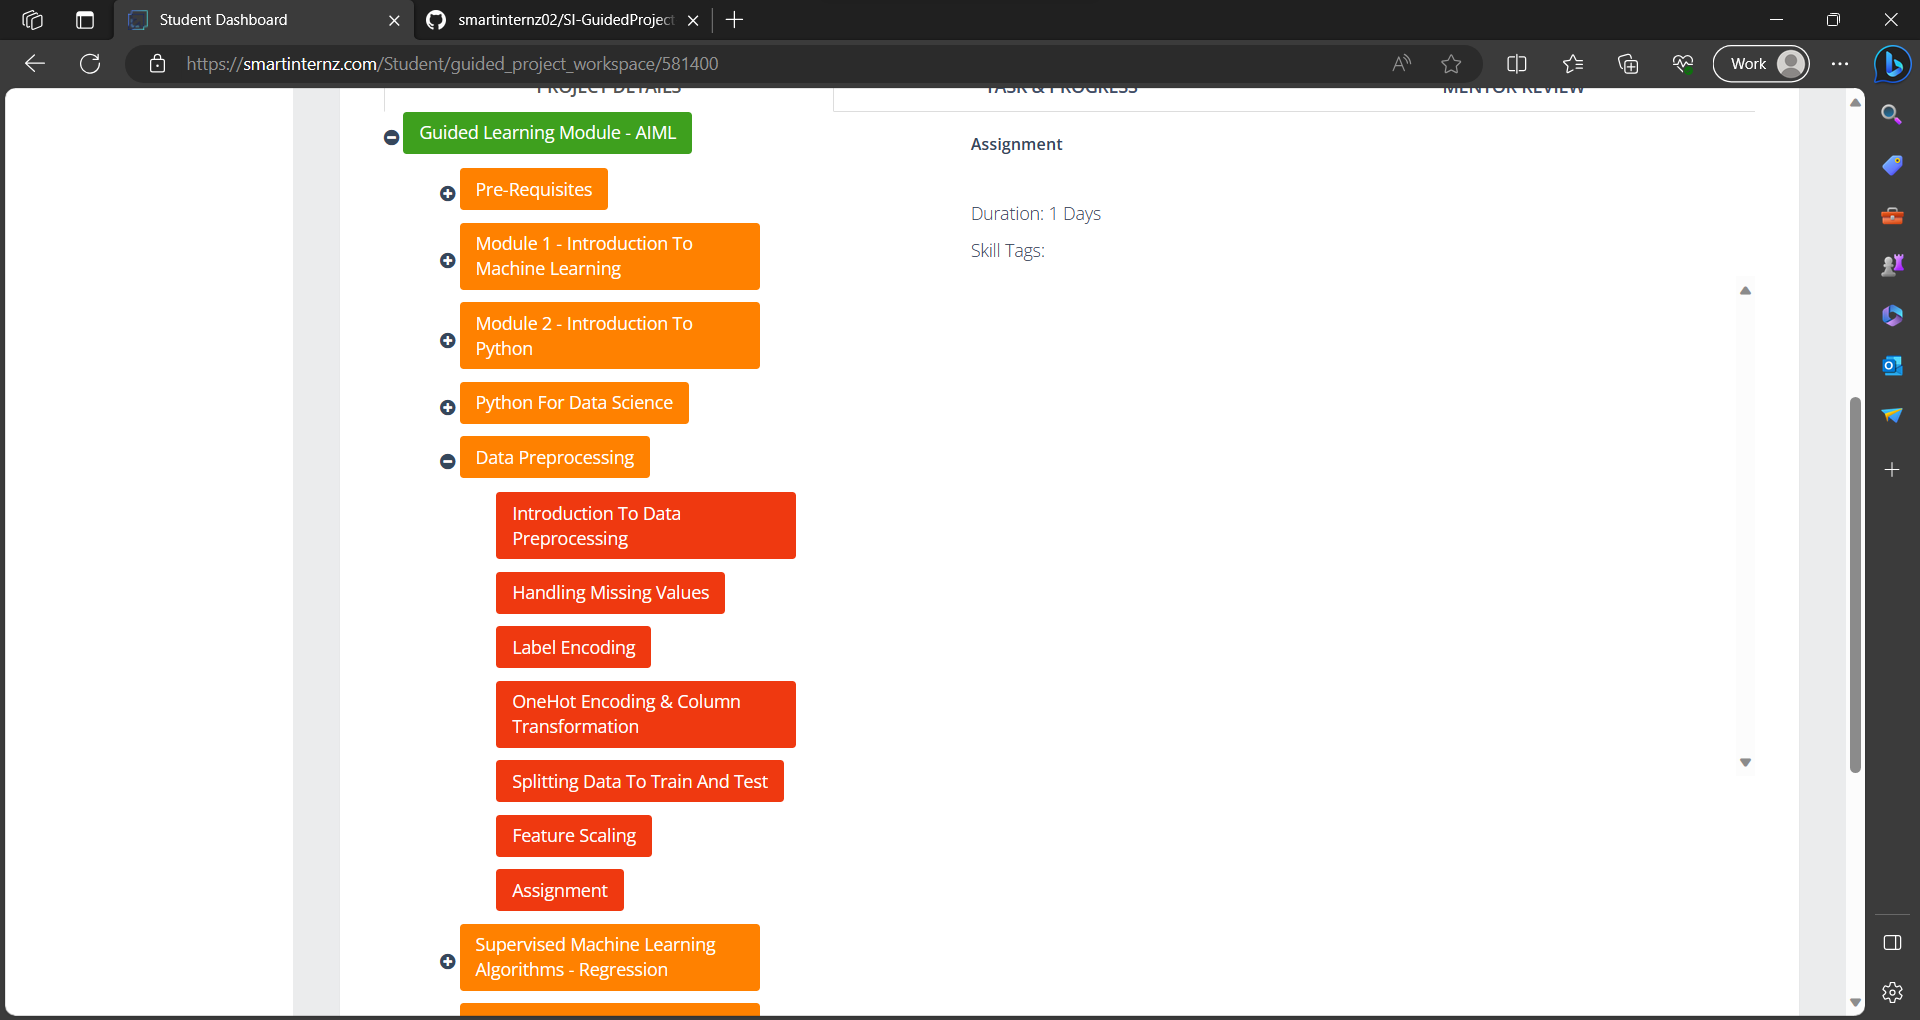 Student Dashboard
smartinternz02/SI-GuidedProject
https://smartinternz.com/Student/guided_project_workspace/581400
Work
PROJECT DETAILS
TASK & PROGRESS
MENTOR REVIEW
Guided Learning Module - AIML
Pre-Requisites
Module 1 - Introduction To
Machine Learning
Module 2 - Introduction To
Python
Python For Data Science
Data Preprocessing
Introduction To Data
Preprocessing
Handling Missing Values
Label Encoding
OneHot Encoding & Column
Transformation
Splitting Data To Train And Test
Feature Scaling
Assignment
Supervised Machine Learning
Algorithms - Regression
Assignment
Duration: 1 Days
Skill Tags: